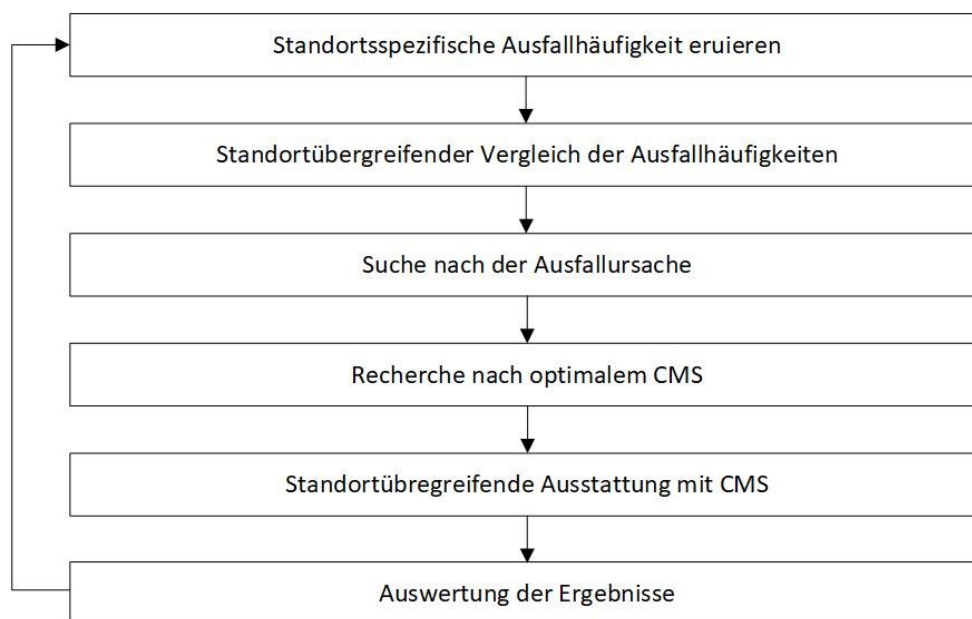 Standortsspezifische Ausfallhäufigkeit eruieren
Standortübergreifender Vergleich der Ausfallhäufigkeiten
Suche nach der Ausfallursache
Recherche nach optimalem CMS
Standortübregreifende Ausstattung mit CMS
Auswertung der Ergebnisse